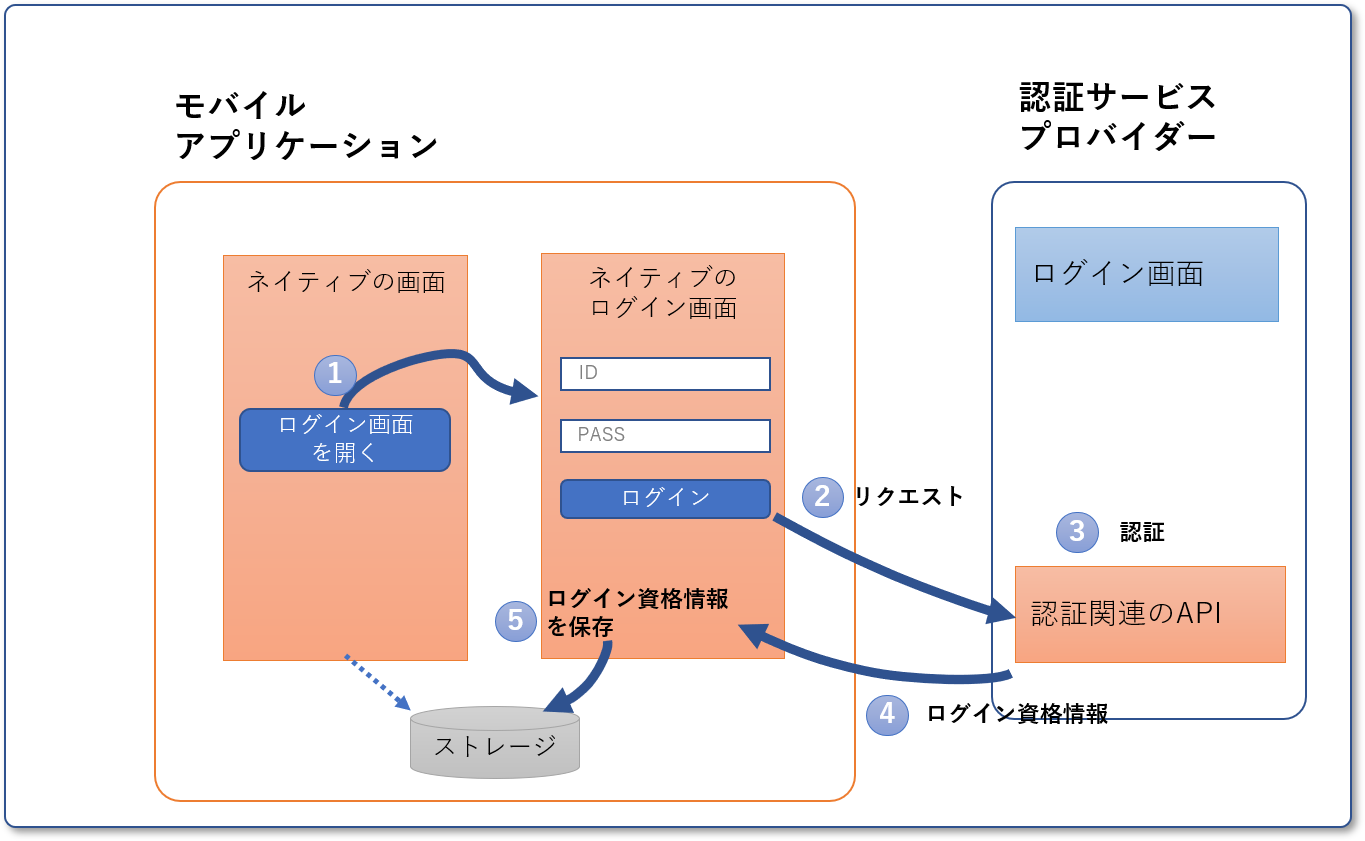 モバイル
アプリケーション
認証サービス
プロバイダー
ネイティブの画面
1
ログイン画面
を開く
ネイティブの
ログイン画面
ID
PASS
ログイン
2 リクエスト
ログイン画面
3 認証
認証関連のAPI
4 ログイン資格情報
5 ログイン資格情報
を保存
ストレージ